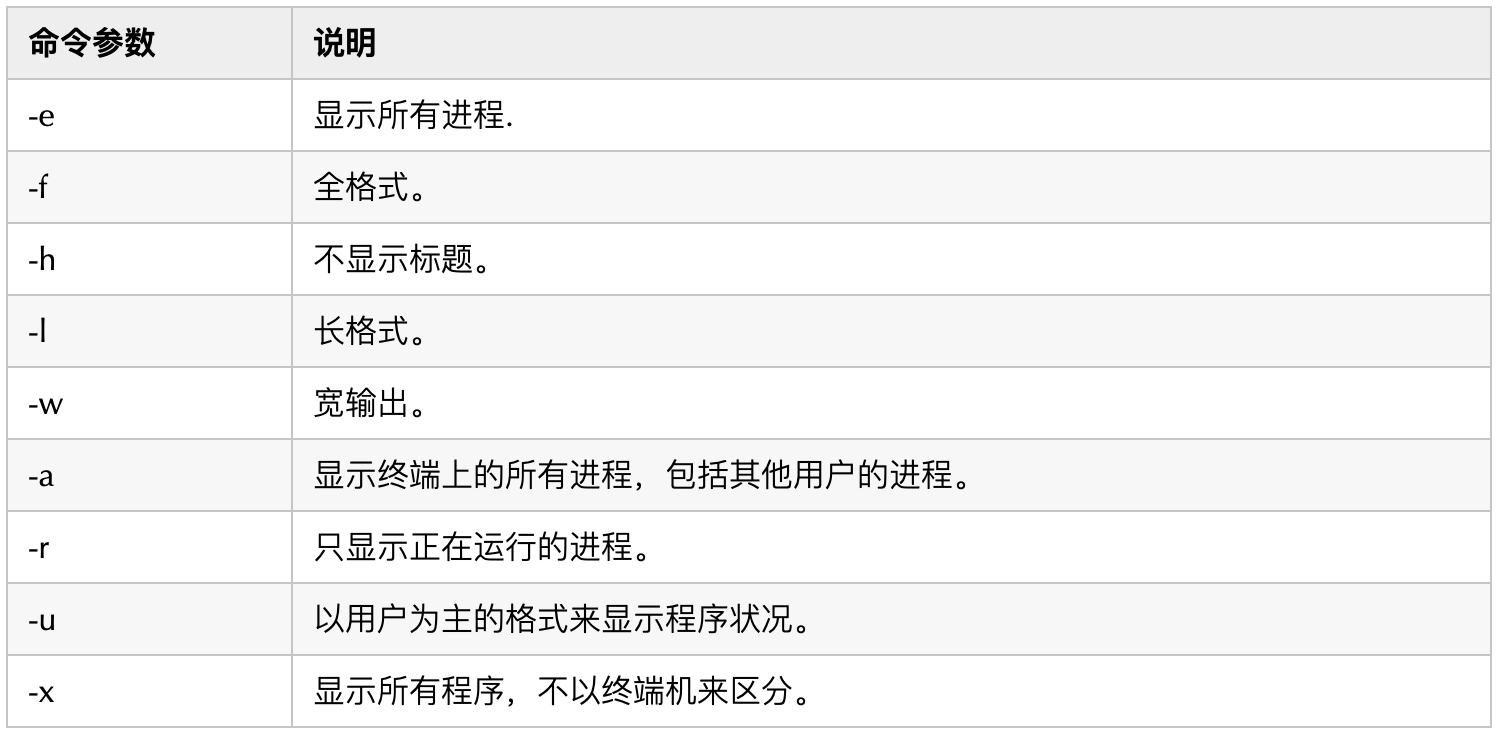 命令参数 说明
-e 显示所有进程.
-f 全格式。
-h 不显示标题。
-l 长格式。
-w 宽输出。
-a 显示终端上的所有进程，包括其他用户的进程。
-r 只显示正在运行的进程。
-u 以用户为主的格式来显示程序状况。
-x 显示所有程序，不以终端机来区分。